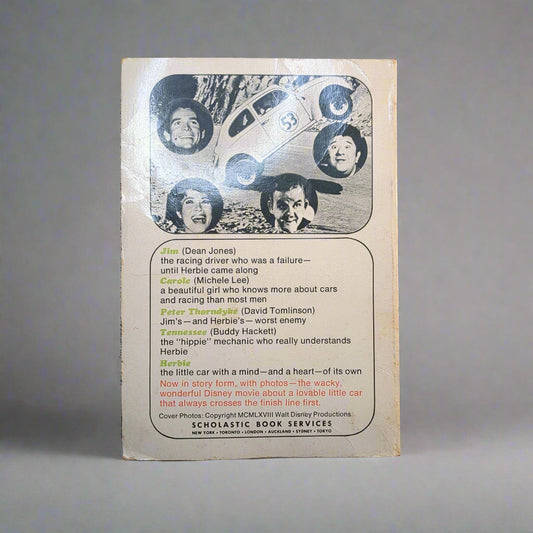 53
Jim (Dean Jones)
the racing driver who was a failure—
until Herbie came along
Carole (Michele Lee)
a beautiful girl who knows more about cars
and racing than most men
Peter Thorndyke (David Tomlinson)
Jim's—and Herbie's—worst enemy
Tennessee (Buddy Hackett)
the "hippie" mechanic who really understands
Herbie
Herbie
the little car with a mind—and a heart—of its own
Now in story form, with photos—the wacky,
wonderful Disney movie about a lovable little car
that always crosses the finish line first.
Cover Photos: Copyright MCMLXVIII Walt Disney Productions
SCHOLASTIC BOOK SERVICES
NEW YORK • TORONTO • LONDON • AUCKLAND • SYDNEY • TOKYO